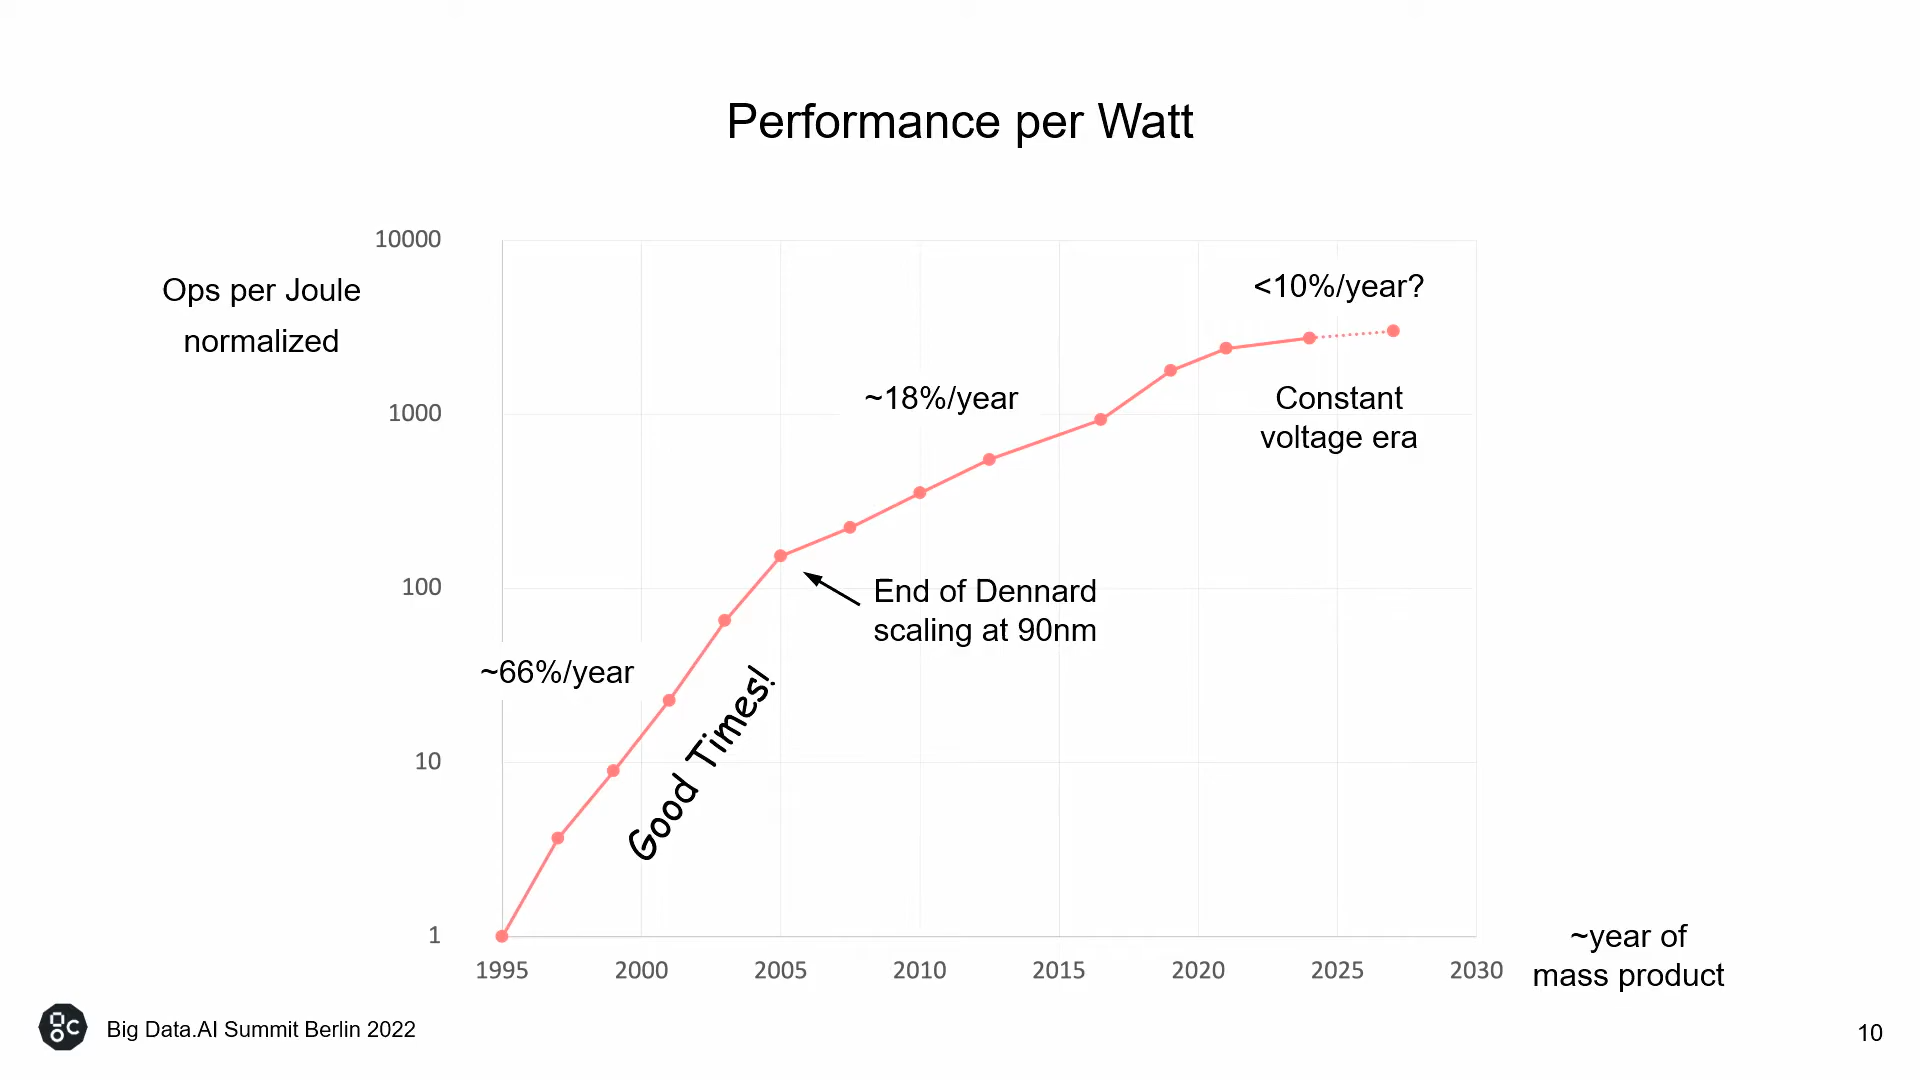 Performance per Watt
10000
Ops per Joule
normalized
<10%/year?
~18%/year
1000
Constant
voltage era
100
End of Dennard
scaling at 90nm
~66%/year
Good Times!
10
1
1995 2000 2005 2010 2015 2020 2025 2030
~year of
mass product
gc
Big Data.AI Summit Berlin 2022
10